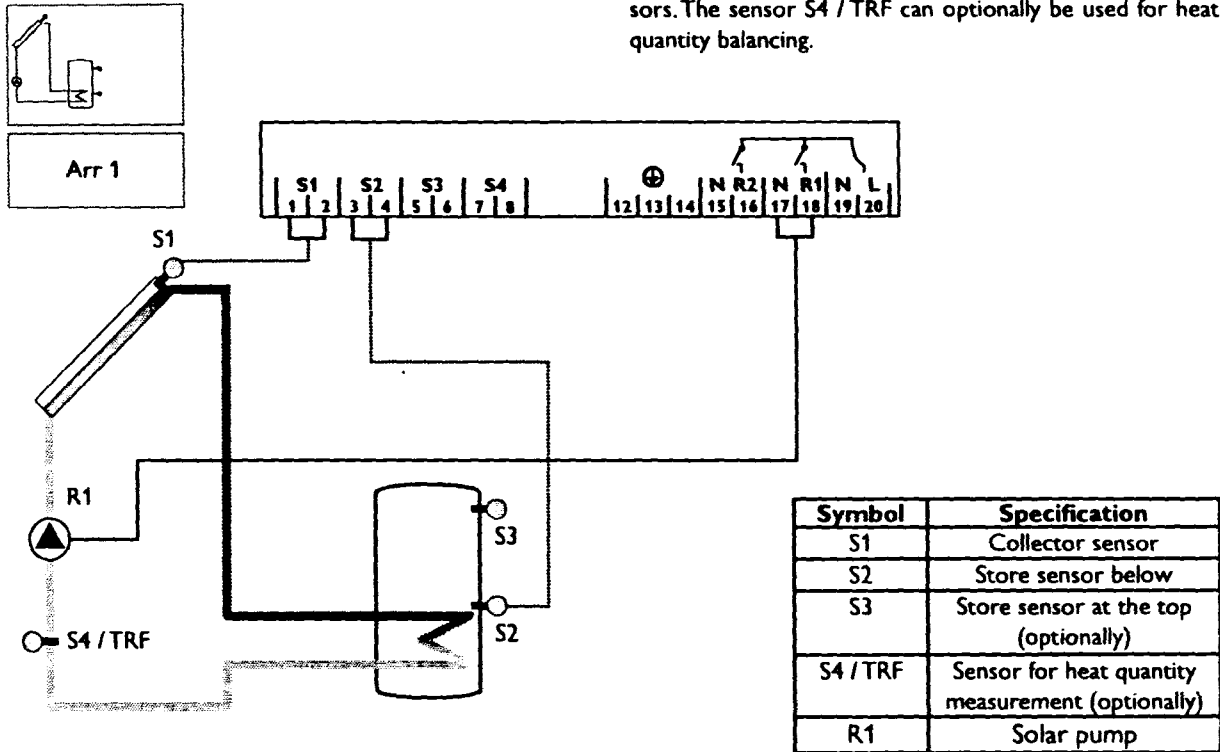 sors. The sensor S4 / TRF can optionally be used for heat
quantity balancing.
Arr 1
S1 S2 S3 S4 N R2 N R1 N L
1 2 3 4 5 6 7 8 12 13 14 15 16 17 18 19 20
S1
R1
S3
S2
S4 / TRF
Symbol Specification
S1 Collector sensor
S2 Store sensor below
S3 Store sensor at the top
(optionally)
S4 / TRF Sensor for heat quantity
measurement (optionally)
R1 Solar pump